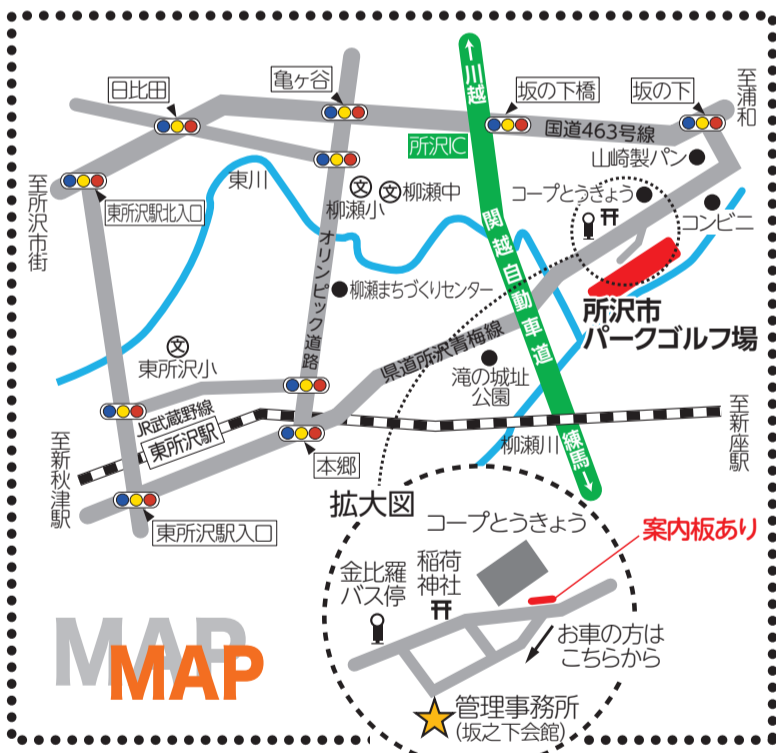 日比田
亀ヶ谷
↑川越
坂の下橋
坂の下
至浦和
所沢IC
国道463号線
山崎製パン
至所沢市街
東所沢駅北入口
東川
文
柳瀬小
文
柳瀬中
コープとうきょう
コンビニ
オリンピック道路
関越自動車道
柳瀬まちづくりセンター
所沢市
パークゴルフ場
文
東所沢小
県道所沢青梅線
滝の城址
公園
JR武蔵野線
東所沢駅
至新秋津駅
本郷
柳瀬川
練馬↓
至新座駅
東所沢駅入口
拡大図
コープとうきょう
案内板あり
金比羅
バス停
稲荷
神社
お車の方は
こちらから
管理事務所
(坂之下会館)
MAP
MAP